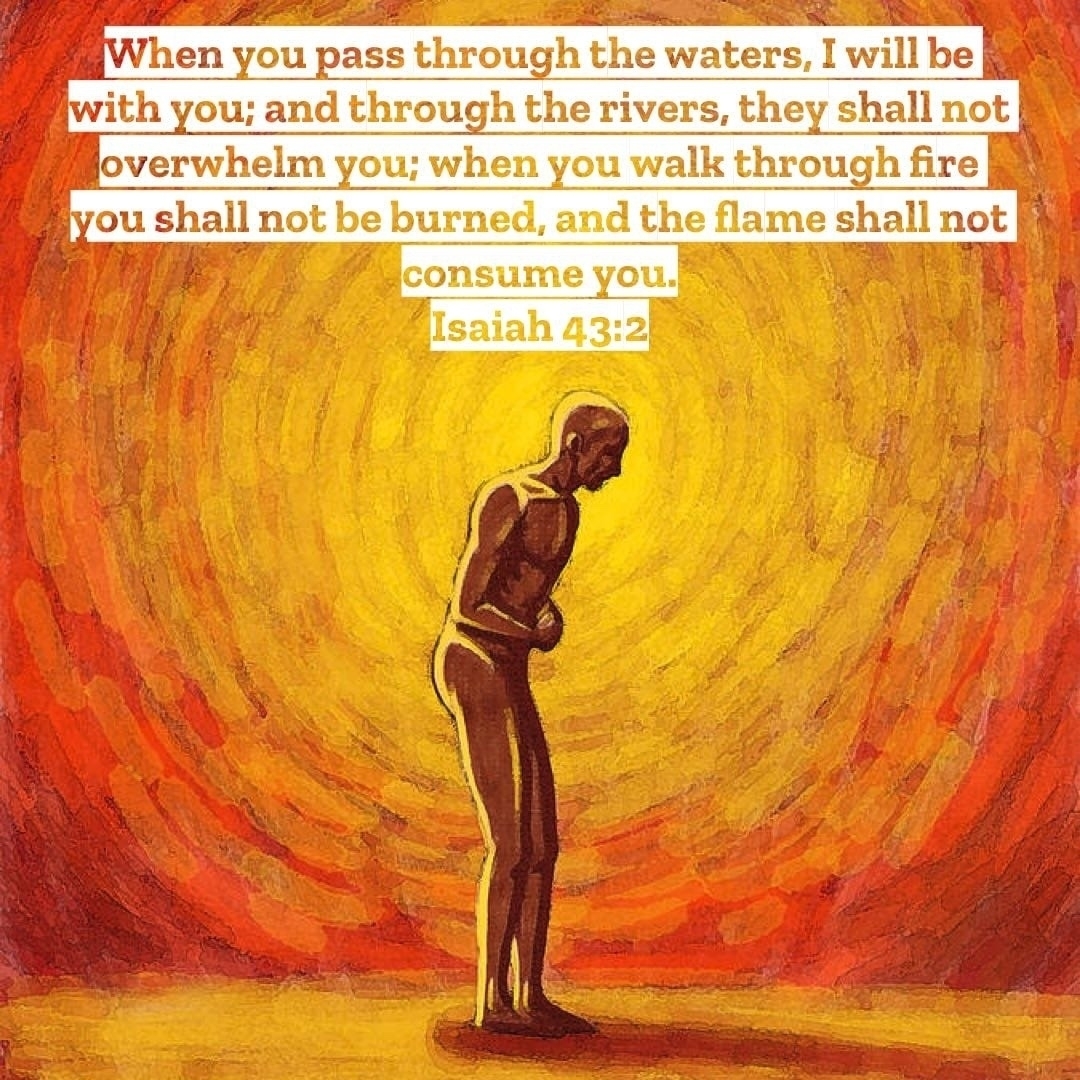 When you pass through the waters, I will be
with you; and through the rivers, they shall not
overwhelm you; when you walk through fire
you shall not be burned, and the flame shall not
consume you.
Isaiah 43:2